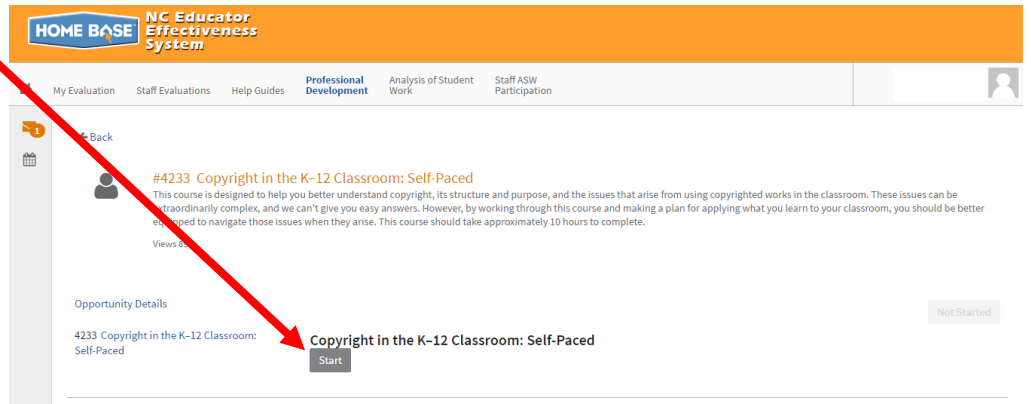 HOME BASE
NC Educator
Effectiveness
System
My Evaluation Staff Evaluations Help Guides Professional Development Analysis of Student Work Staff ASW Participation
1
Back
#4233 Copyright in the K–12 Classroom: Self-Paced
This course is designed to help you better understand copyright, its structure and purpose, and the issues that arise from using copyrighted works in the classroom. These issues can be
extraordinarily complex, and we can't give you easy answers. However, by working through this course and making a plan for applying what you learn to your classroom, you should be better
equipped to navigate those issues when they arise. This course should take approximately 10 hours to complete.
Views
Opportunity Details
Not Started
4233 Copyright in the K–12 Classroom:
Self-Paced
Copyright in the K–12 Classroom: Self-Paced
Start